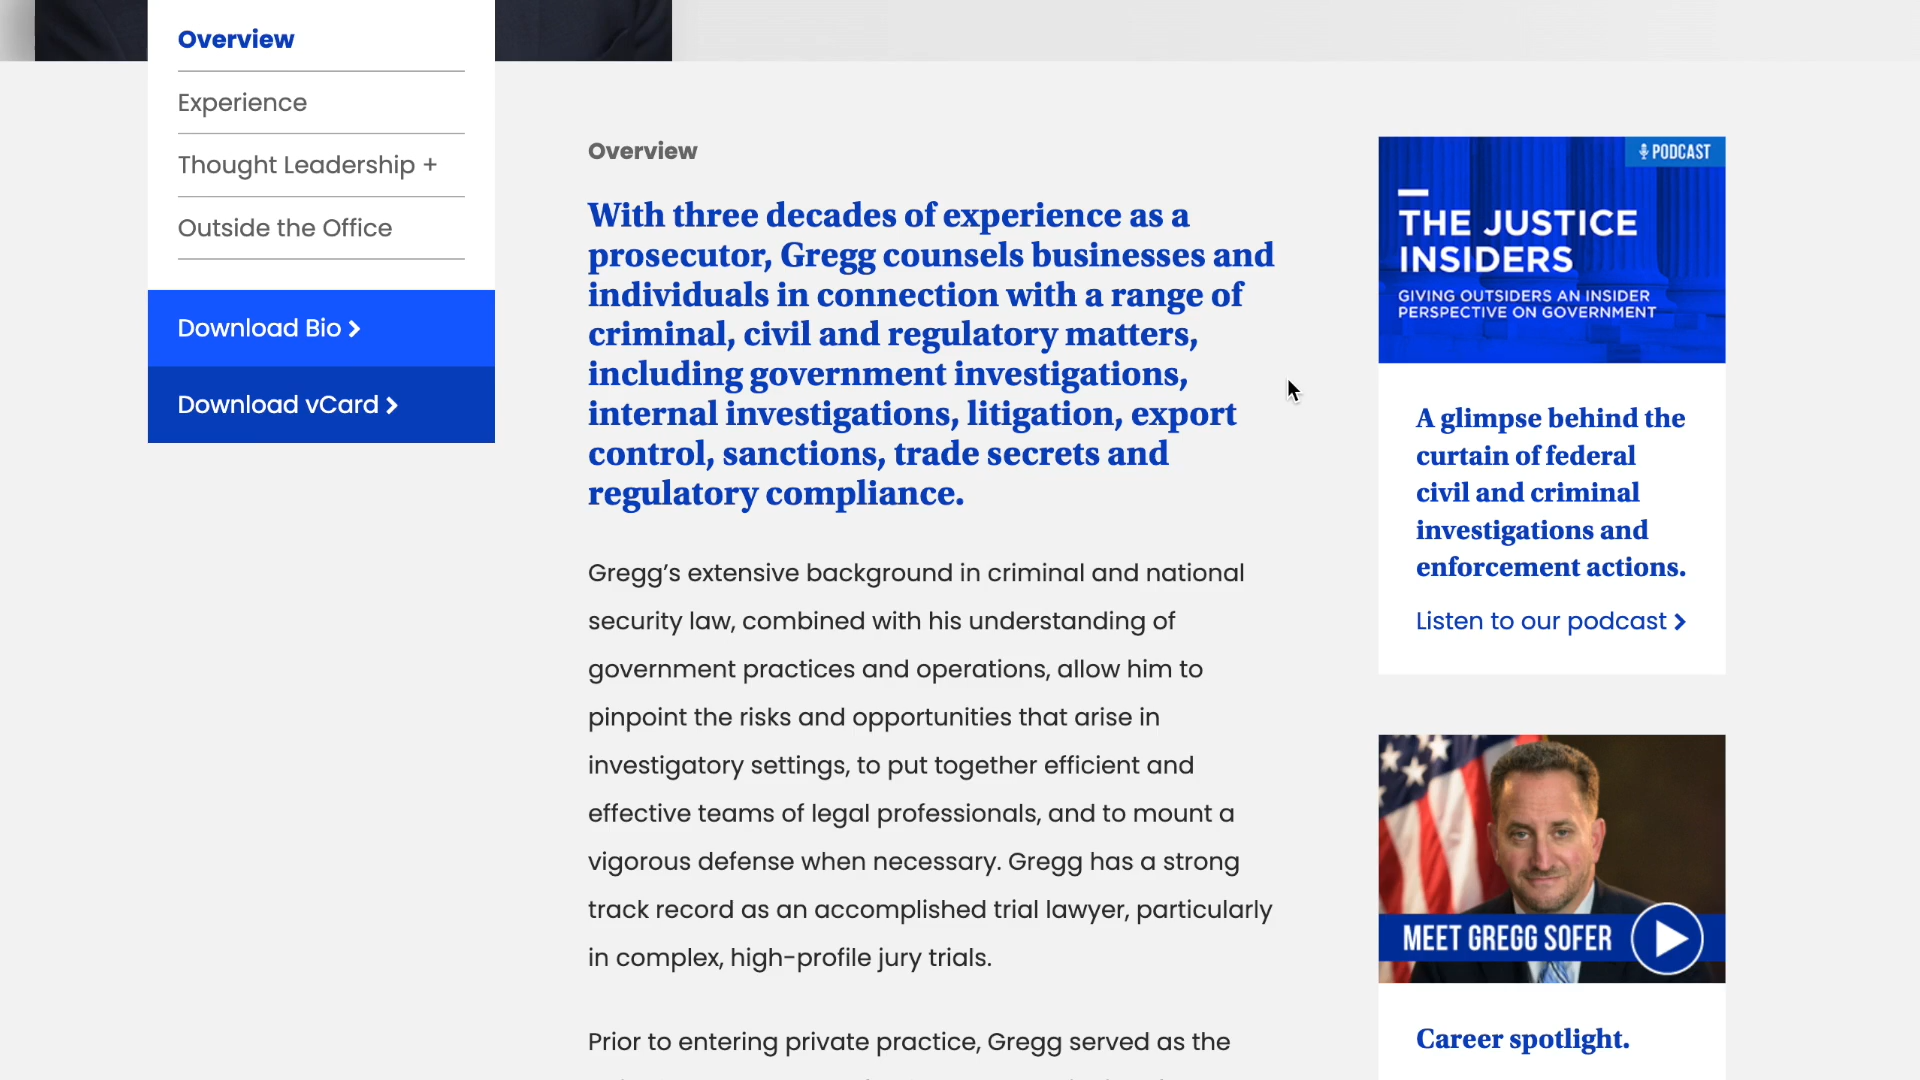 Overview
Experience
Thought Leadership +
Outside the Office
Download Bio
Download vCard
Overview
With three decades of experience as a
prosecutor, Gregg counsels businesses and
individuals in connection with a range of
criminal, civil and regulatory matters,
including government investigations,
internal investigations, litigation, export
control, sanctions, trade secrets and
regulatory compliance.
Gregg’s extensive background in criminal and national
security law, combined with his understanding of
government practices and operations, allow him to
pinpoint the risks and opportunities that arise in
investigatory settings, to put together efficient and
effective teams of legal professionals, and to mount a
vigorous defense when necessary. Gregg has a strong
track record as an accomplished trial lawyer, particularly
in complex, high-profile jury trials.
Prior to entering private practice, Gregg served as the
PODCAST
THE JUSTICE
INSIDERS
GIVING OUTSIDERS AN INSIDER
PERSPECTIVE ON GOVERNMENT
A glimpse behind the
curtain of federal
civil and criminal
investigations and
enforcement actions.
Listen to our podcast
MEET GREGG SOFER
Career spotlight.